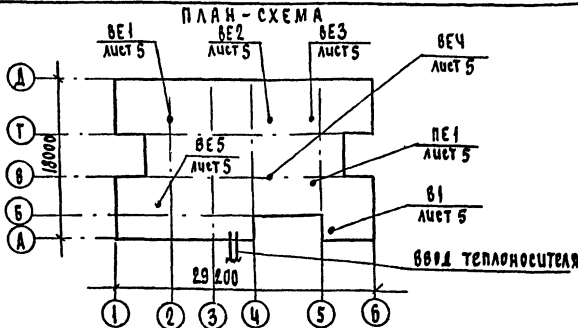 ПЛАН-СХЕМА
ВЕ1
ЛИСТ 5
ВЕ2
ЛИСТ 5
ВЕ3
ЛИСТ 5
ВЕ4
ЛИСТ 5
Д
Г
ВЕ5
ЛИСТ 5
ПЕ1
ЛИСТ 5
18000
В
В1
ЛИСТ 5
Б
А
ВВОД ТЕПЛОНОСИТЕЛЯ
29 200
1 2 3 4 5 6